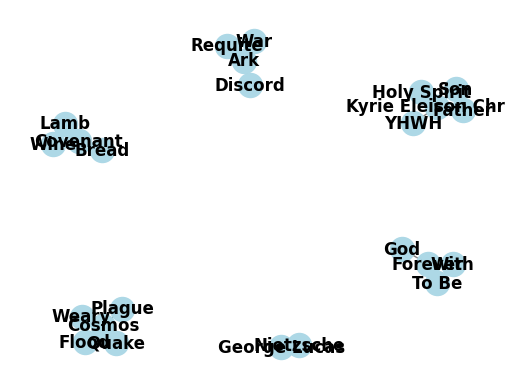 War
Requite
Ark
Discord
Holy Spirit
Son
Kyrie Eleison Chr
Father
YHWH
Lamb
Covenant
Wine
Bread
God
Forever
With
To Be
Plague
Weary
Cosmos
Flood
Quake
George Lucas
Nietzsche